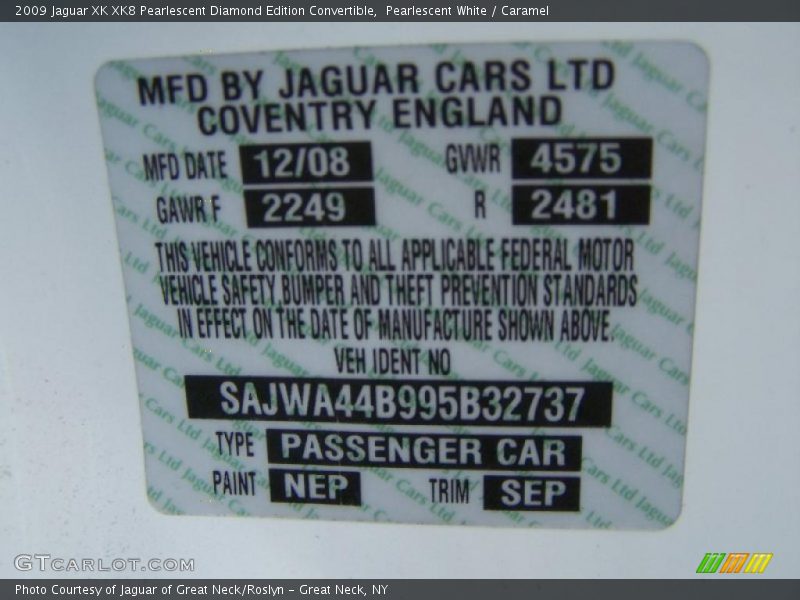 2009 Jaguar XK XK8 Pearlescent Diamond Edition Convertible, Pearlescent White / Caramel
MFD BY JAGUAR CARS LTD
COVENTRY ENGLAND
MFD DATE 12/08 GVWR 4575
GAWR F 2249 R 2481
THIS VEHICLE CONFORMS TO ALL APPLICABLE FEDERAL MOTOR
VEHICLE SAFETY, BUMPER AND THEFT PREVENTION STANDARDS
IN EFFECT ON THE DATE OF MANUFACTURE SHOWN ABOVE.
VEH IDENT NO
SAJWA44B995B32737
TYPE PASSENGER CAR
PAINT NEP TRIM SEP
GTCARLOT.COM
Photo Courtesy of Jaguar of Great Neck/Roslyn – Great Neck, NY